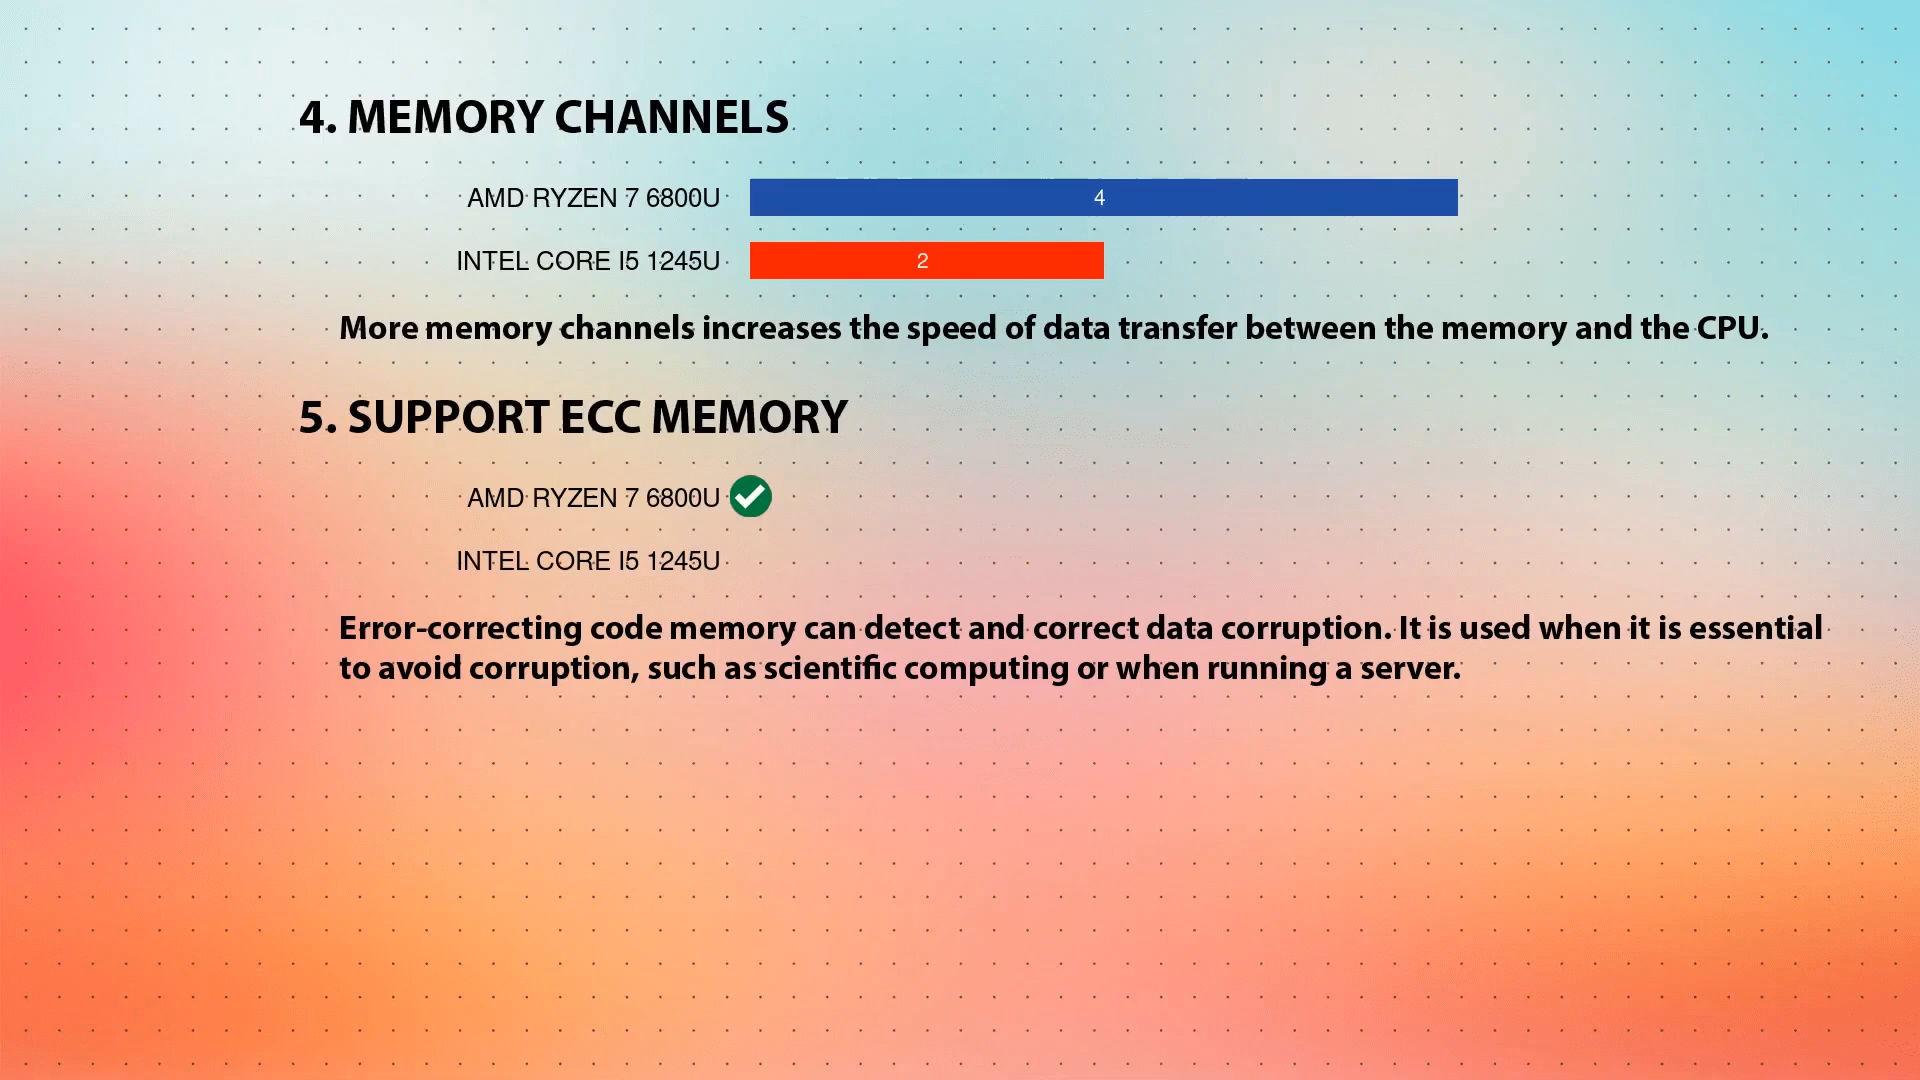 4. MEMORY CHANNELS
AMD RYZEN 7 6800U
4
INTEL CORE I5 1245U
2
More memory channels increases the speed of data transfer between the memory and the CPU.
5. SUPPORT ECC MEMORY
AMD RYZEN 7 6800U
INTEL CORE I5 1245U
Error-correcting code memory can detect and correct data corruption. It is used when it is essential
to avoid corruption, such as scientific computing or when running a server.